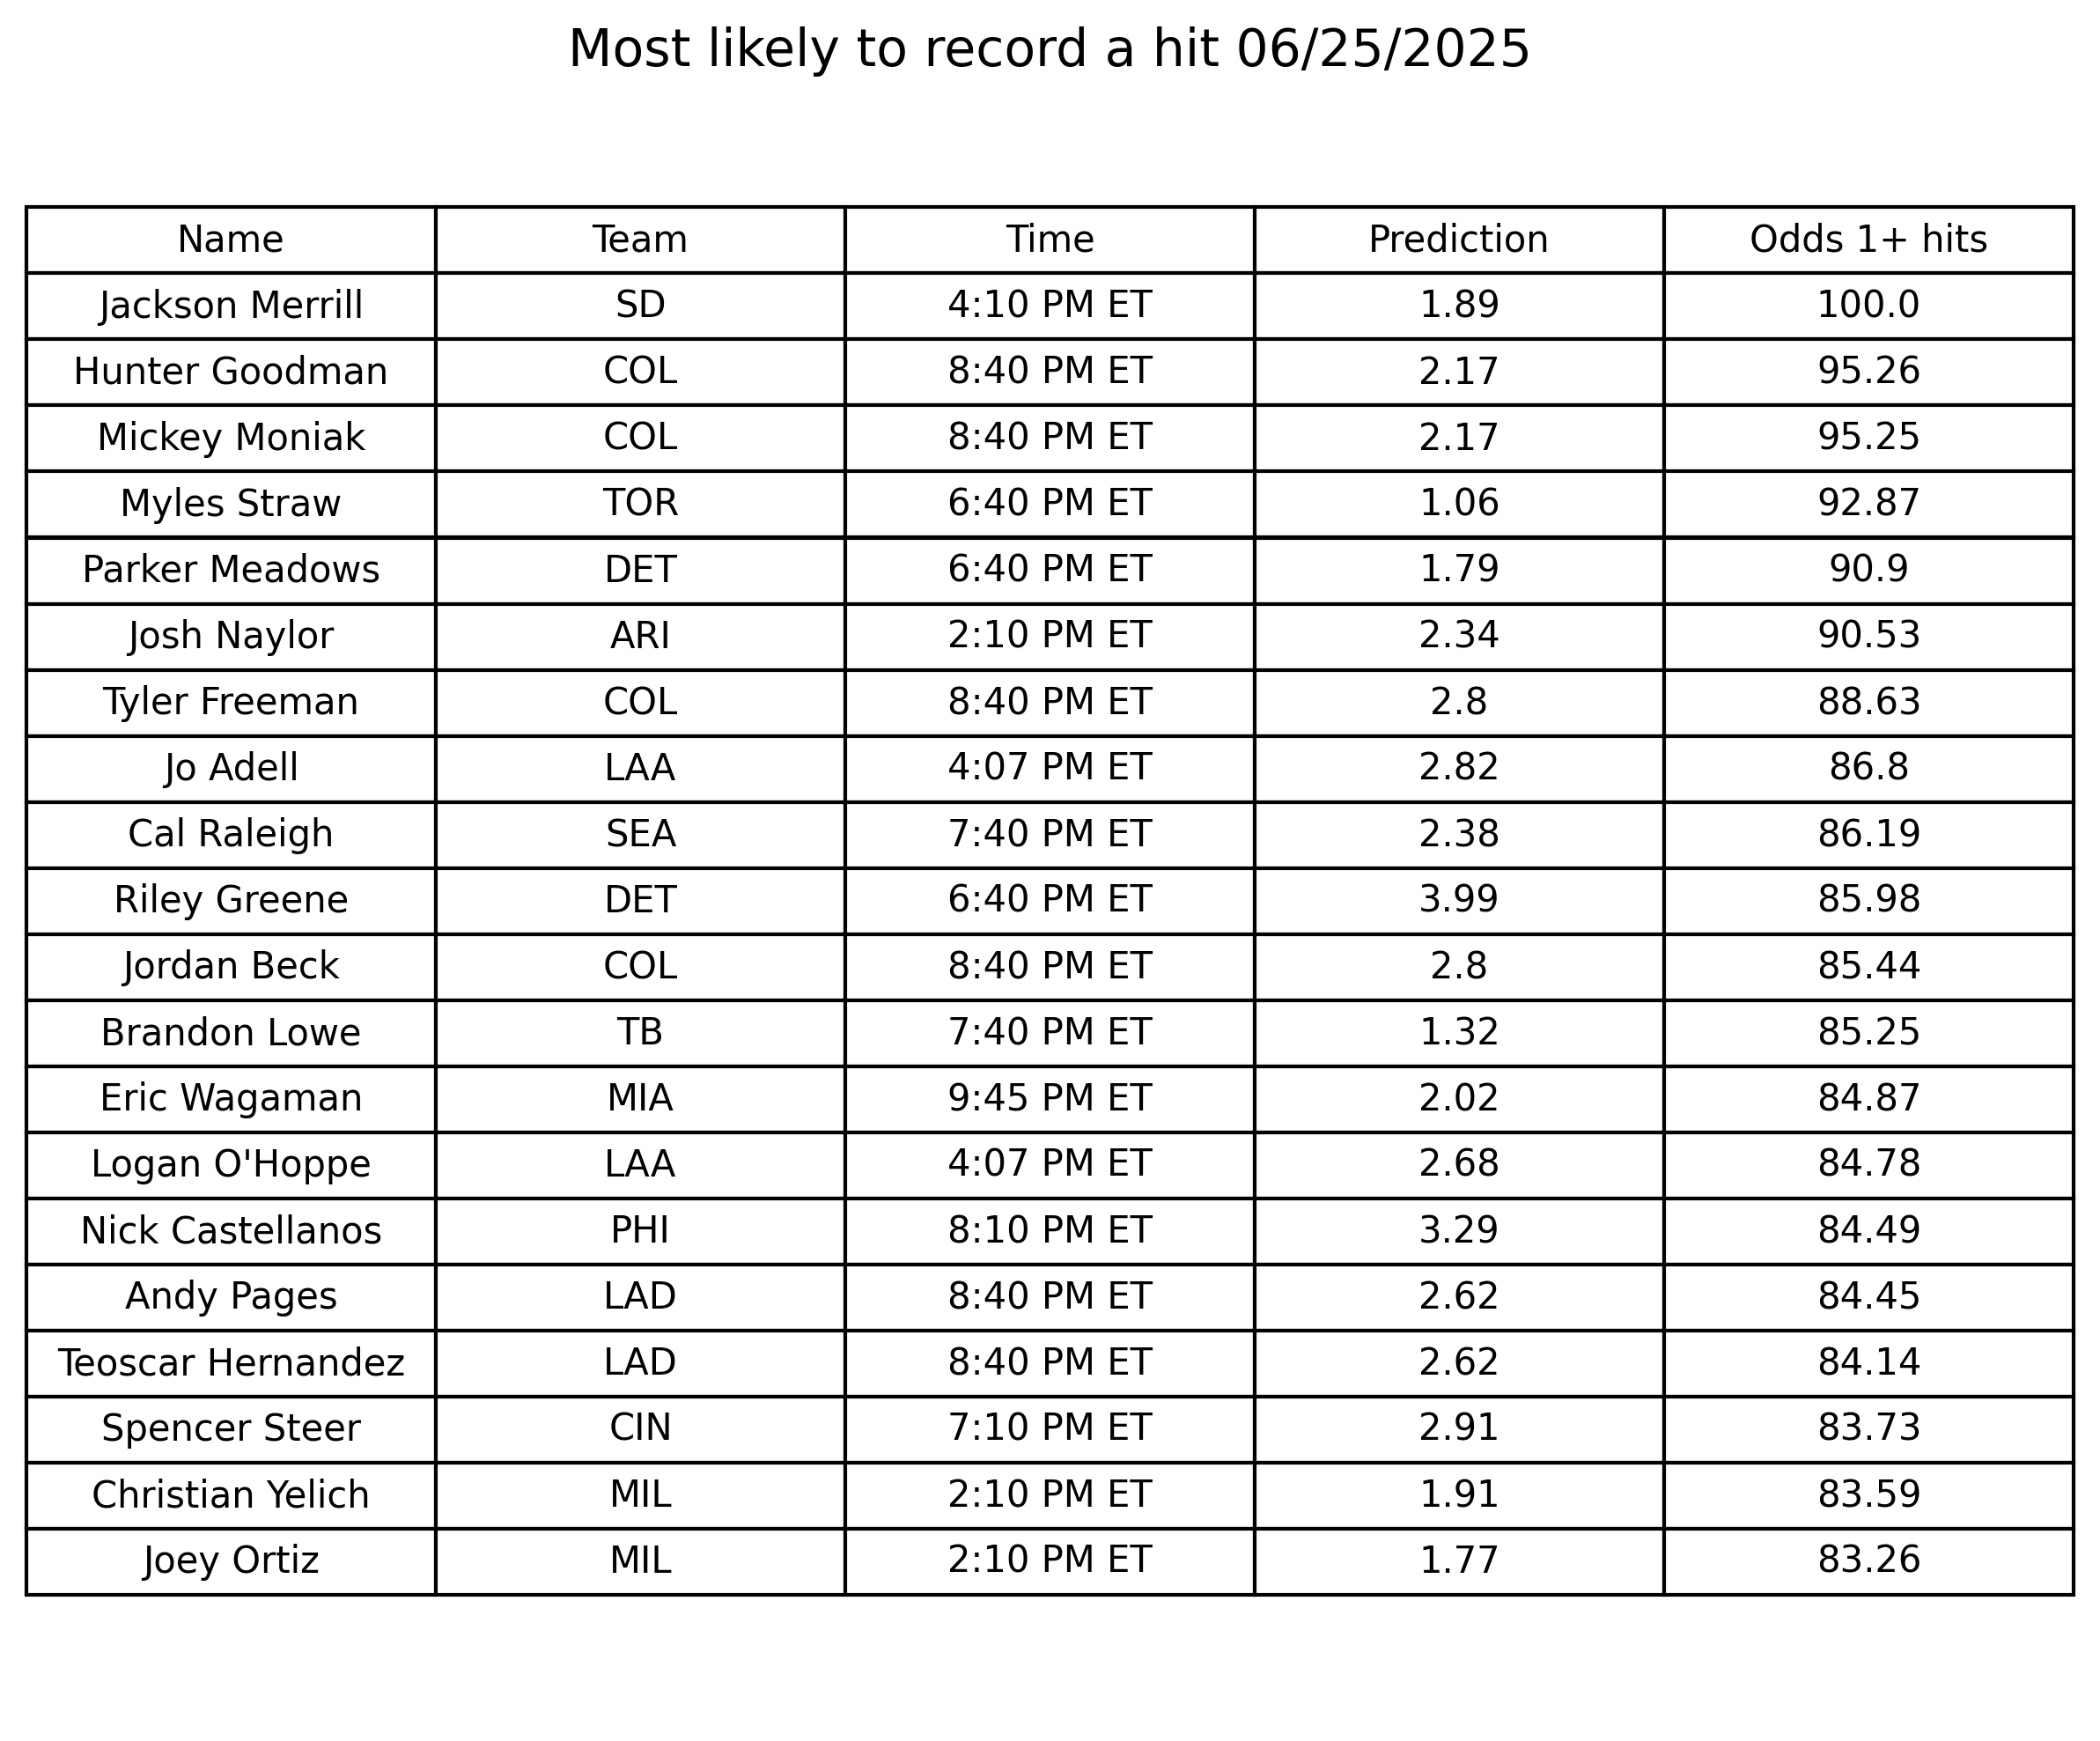 Most likely to record a hit 06/25/2025
Name Team Time Prediction Odds 1+ hits
Jackson Merrill SD 4:10 PM ET 1.89 100.0
Hunter Goodman COL 8:40 PM ET 2.17 95.26
Mickey Moniak COL 8:40 PM ET 2.17 95.25
Myles Straw TOR 6:40 PM ET 1.06 92.87
Parker Meadows DET 6:40 PM ET 1.79 90.9
Josh Naylor ARI 2:10 PM ET 2.34 90.53
Tyler Freeman COL 8:40 PM ET 2.8 88.63
Jo Adell LAA 4:07 PM ET 2.82 86.8
Cal Raleigh SEA 7:40 PM ET 2.38 86.19
Riley Greene DET 6:40 PM ET 3.99 85.98
Jordan Beck COL 8:40 PM ET 2.8 85.44
Brandon Lowe TB 7:40 PM ET 1.32 85.25
Eric Wagaman MIA 9:45 PM ET 2.02 84.87
Logan O'Hoppe LAA 4:07 PM ET 2.68 84.78
Nick Castellanos PHI 8:10 PM ET 3.29 84.49
Andy Pages LAD 8:40 PM ET 2.62 84.45
Teoscar Hernandez LAD 8:40 PM ET 2.62 84.14
Spencer Steer CIN 7:10 PM ET 2.91 83.73
Christian Yelich MIL 2:10 PM ET 1.91 83.59
Joey Ortiz MIL 2:10 PM ET 1.77 83.26